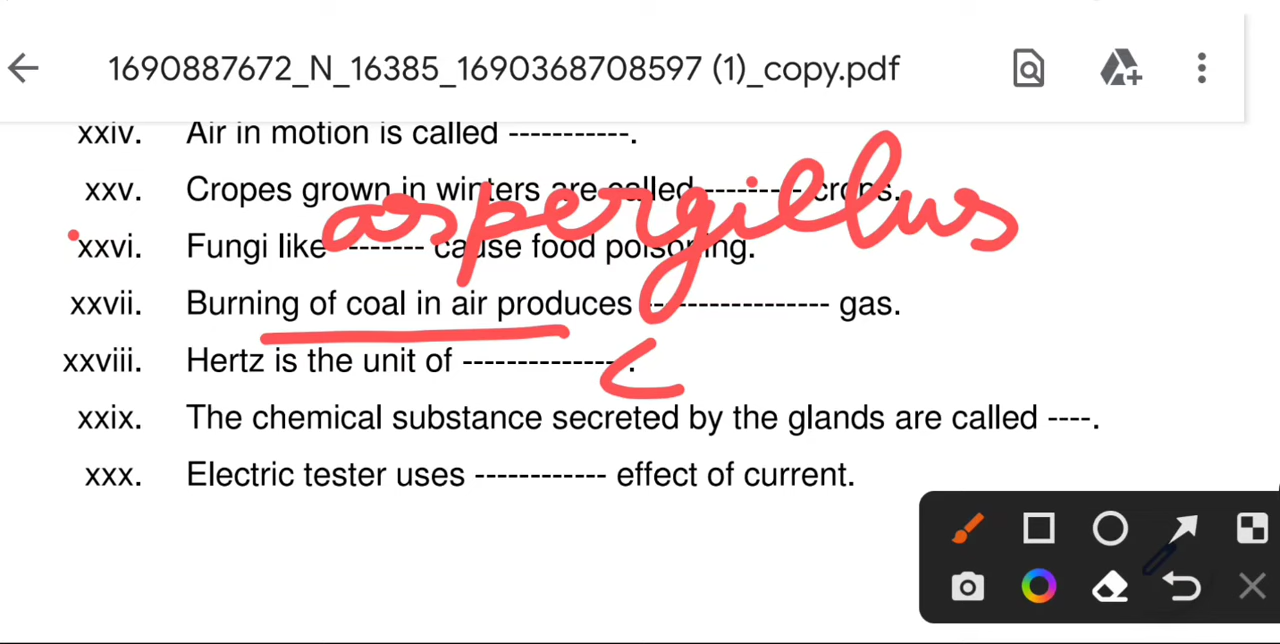 1690887672_N_16385_1690368708597 (1)_copy.pdf
xxiv. Air in motion is called -----------.
xxv. Cropes grown in winters are called --------- crops.
aspergillus
xxvi. Fungi like ------- cause food poisoning.
xxvii. Burning of coal in air produces ---------------- gas.
xxviii. Hertz is the unit of --------------.
C
xxix. The chemical substance secreted by the glands are called ----.
xxx. Electric tester uses ------------ effect of current.